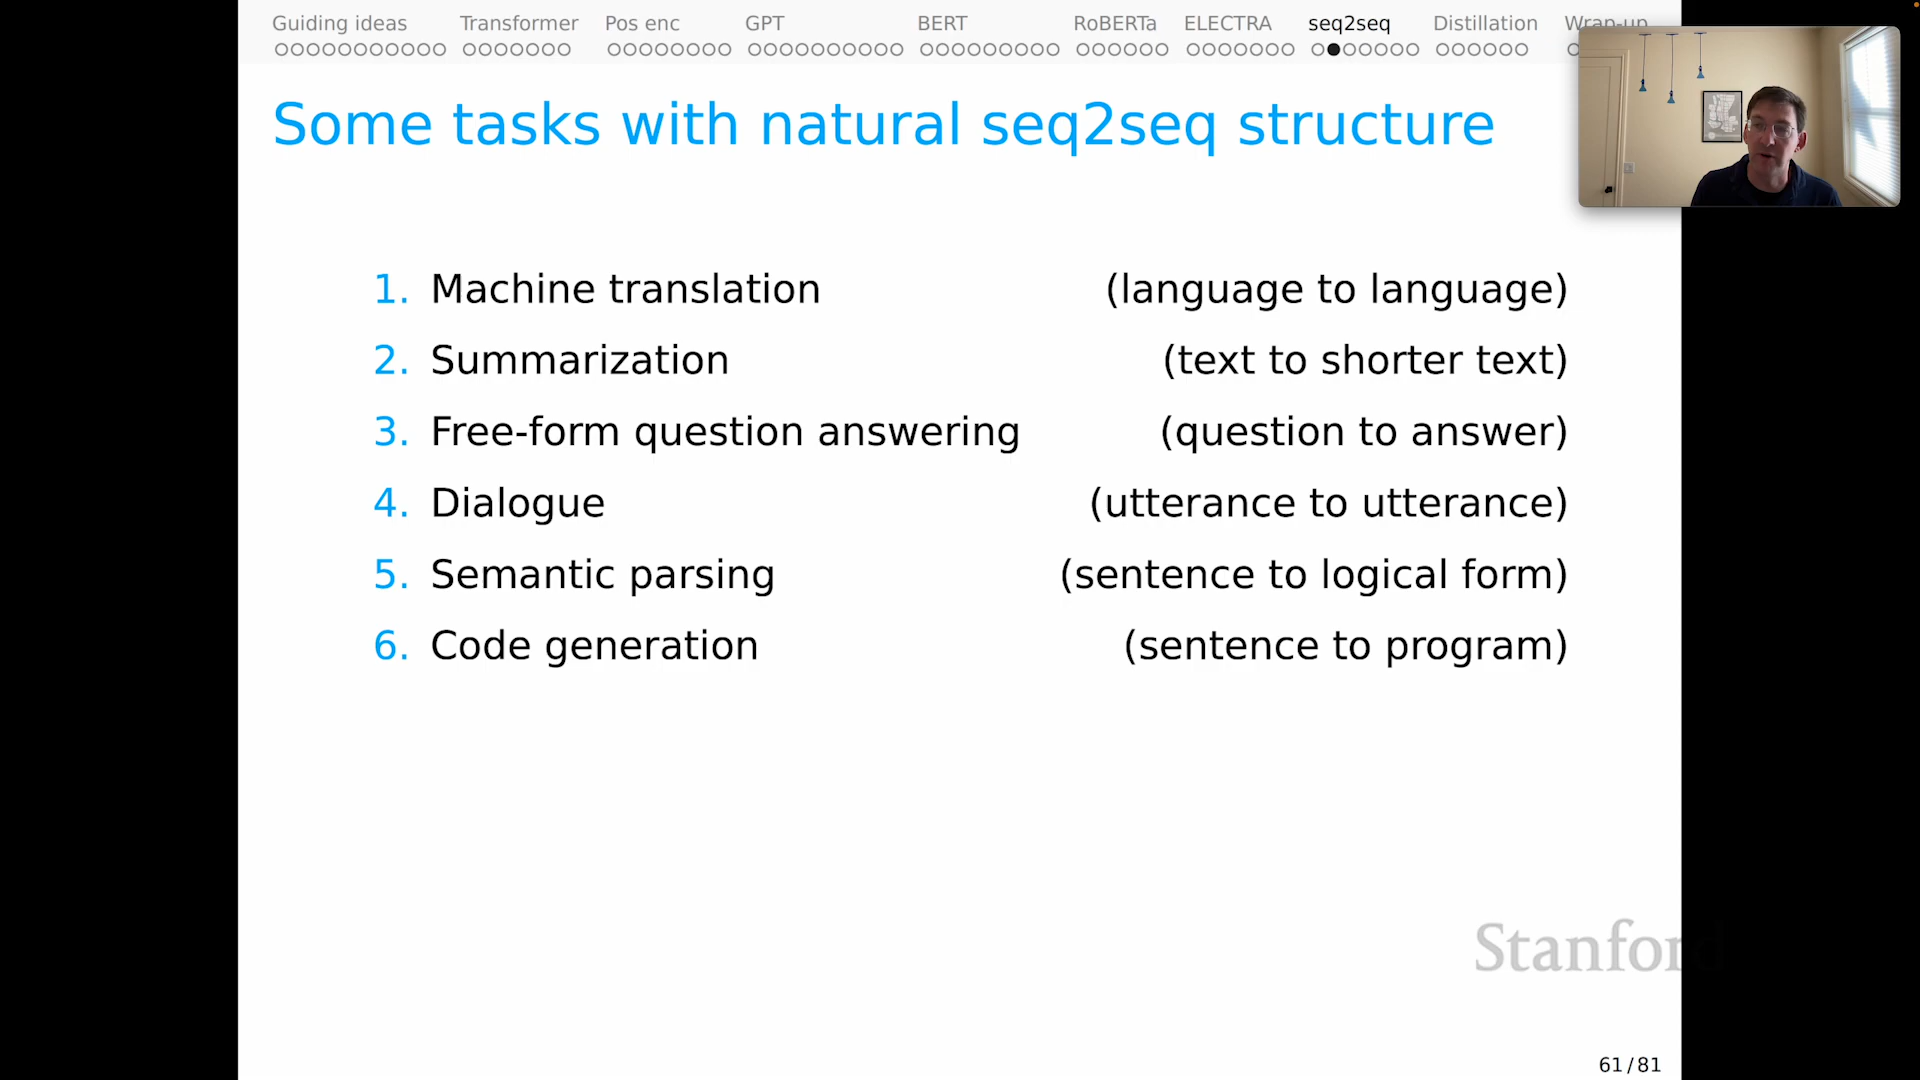 Guiding ideas Transformer Pos enc GPT BERT RoBERTa ELECTRA seq2seq Distillation Wrap-up
Some tasks with natural seq2seq structure
1. Machine translation (language to language)
2. Summarization (text to shorter text)
3. Free-form question answering (question to answer)
4. Dialogue (utterance to utterance)
5. Semantic parsing (sentence to logical form)
6. Code generation (sentence to program)
Stanford
61/81